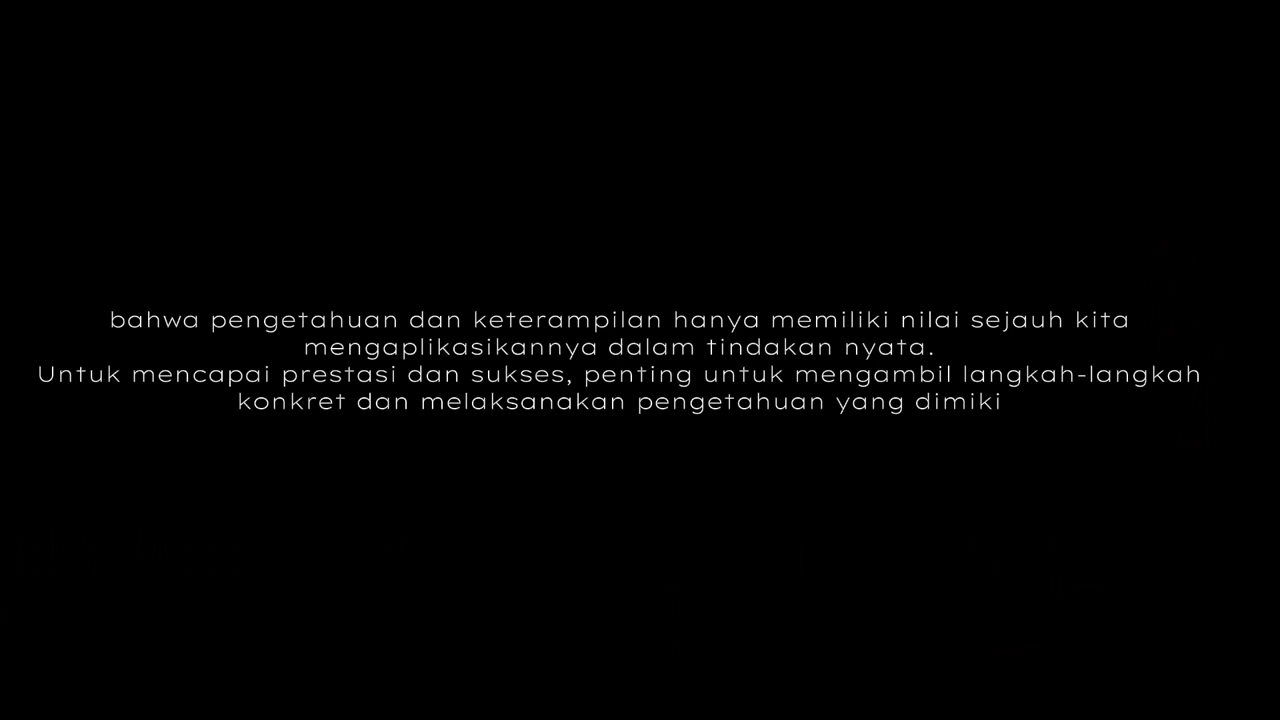 bahwa pengetahuan dan keterampilan hanya memiliki nilai sejauh kita
mengaplikasikannya dalam tindakan nyata.
Untuk mencapai prestasi dan sukses, penting untuk mengambil langkah-langkah
konkret dan melaksanakan pengetahuan yang dimiki